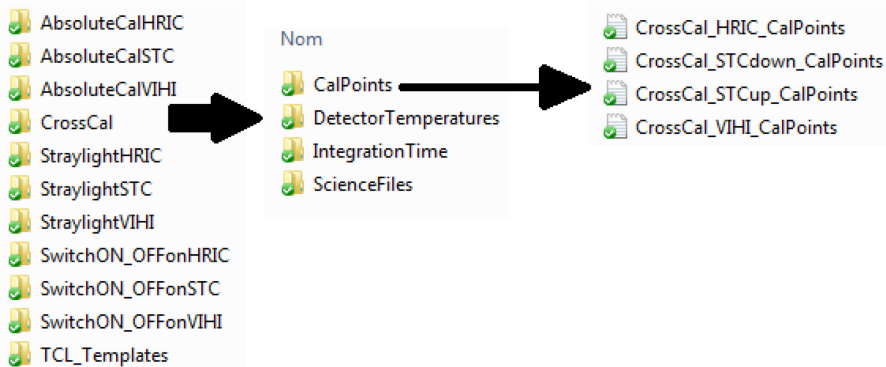 AbsoluteCalHRIC
AbsoluteCalSTC
AbsoluteCalVIHI
CrossCal
StraylightHRIC
StraylightSTC
StraylightVIHI
SwitchON_OFFonHRIC
SwitchON_OFFonSTC
SwitchON_OFFonVIHI
TCL_Templates
Nom
CalPoints
DetectorTemperatures
IntegrationTime
ScienceFiles
CrossCal_HRIC_CalPoints
CrossCal_STCdown_CalPoints
CrossCal_STCup_CalPoints
CrossCal_VIHI_CalPoints